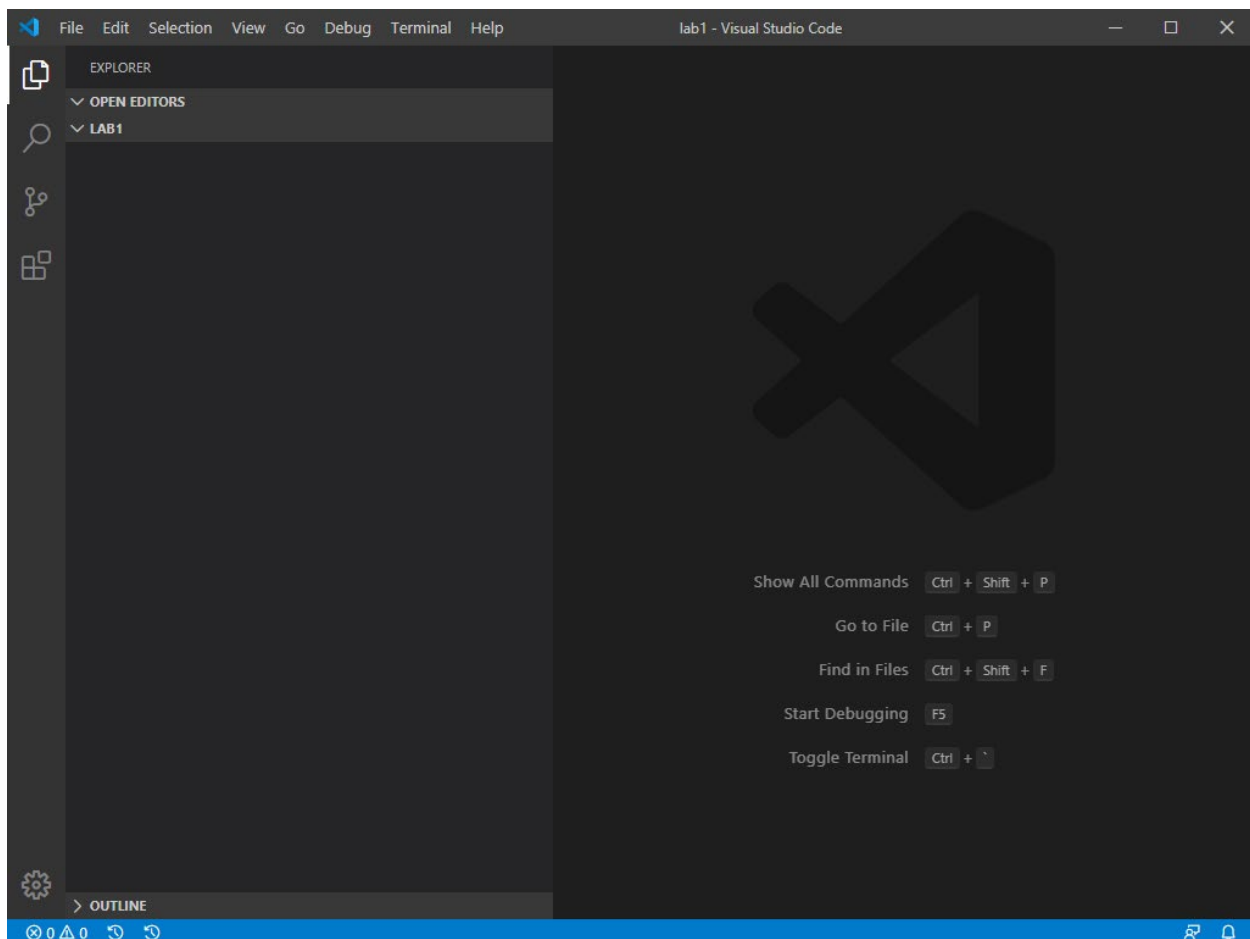 File Edit Selection View Go Debug Terminal Help lab1 - Visual Studio Code
EXPLORER
OPEN EDITORS
LAB1
Show All Commands Ctrl + Shift + P
Go to File Ctrl + P
Find in Files Ctrl + Shift + F
Start Debugging F5
Toggle Terminal Ctrl + `
OUTLINE
0 0